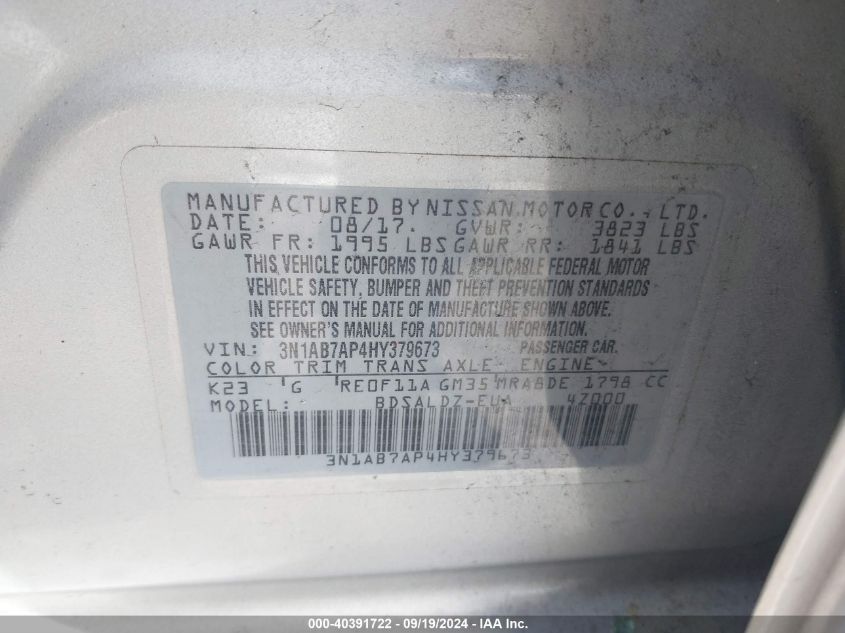 MANUFACTURED BY NISSAN MOTOR CO., LTD.
DATE: 08/17. GVWR: 3823 LBS
GAWR FR: 1995 LBS GAWR RR: 1841 LBS
THIS VEHICLE CONFORMS TO ALL APPLICABLE FEDERAL MOTOR
VEHICLE SAFETY, BUMPER AND THEFT PREVENTION STANDARDS
IN EFFECT ON THE DATE OF MANUFACTURE SHOWN ABOVE.
SEE OWNER'S MANUAL FOR ADDITIONAL INFORMATION.
VIN: 3N1AB7AP4HY379673 PASSENGER CAR.
COLOR TRIM TRANS AXLE ENGINE
K23 G RE0F11A GM35 MRA8DE 1798 CC
MODEL: BDSALDZ-EUA 4Z000
3N1AB7AP4HY379673
000-40391722 - 09/19/2024 - IAAI.com